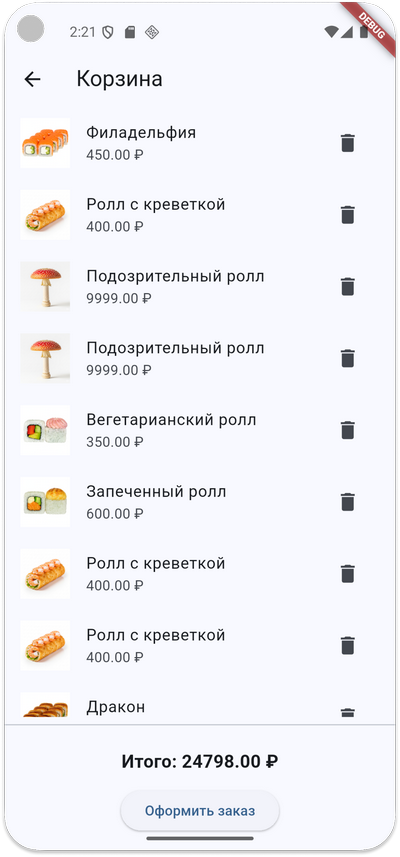 2:21
DEBUG
Корзина
Филадельфия
450.00 ₽
Ролл с креветкой
400.00 ₽
Подозрительный ролл
9999.00 ₽
Подозрительный ролл
9999.00 ₽
Вегетарианский ролл
350.00 ₽
Запеченный ролл
600.00 ₽
Ролл с креветкой
400.00 ₽
Ролл с креветкой
400.00 ₽
Дракон
Итого: 24798.00 ₽
Оформить заказ